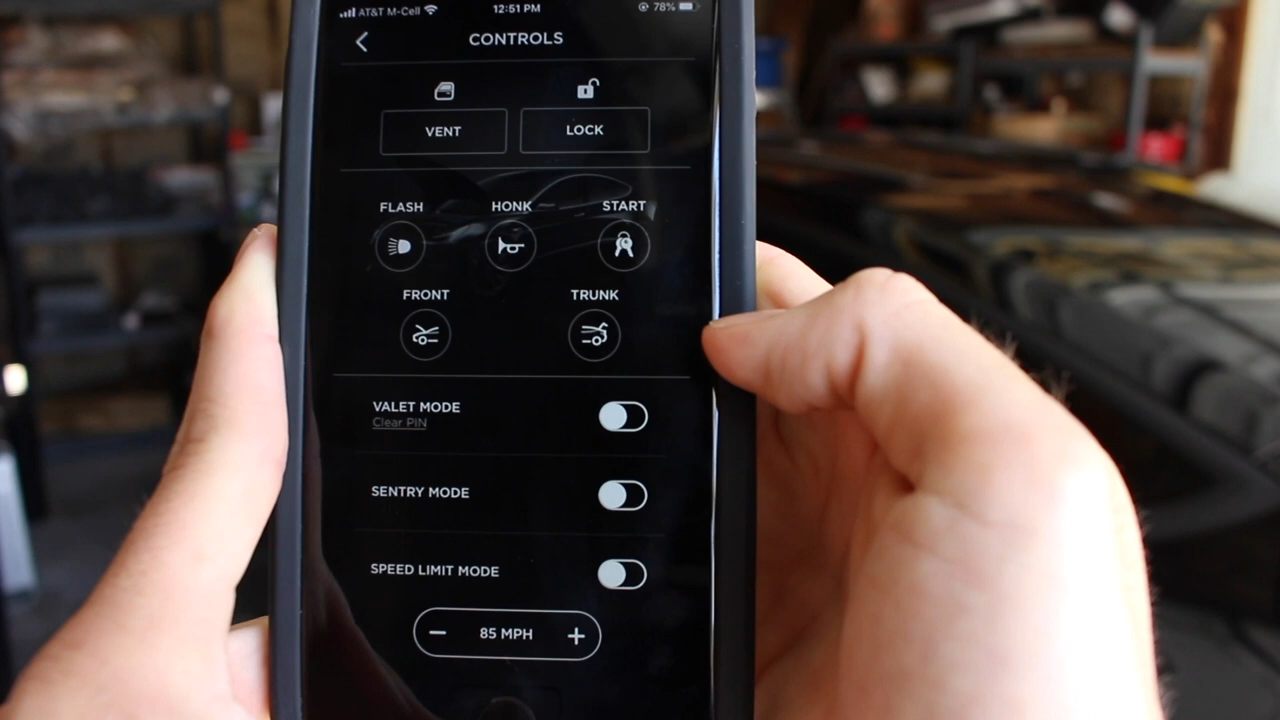 AT&T M-Cell 12:51 PM 78%
CONTROLS
VENT LOCK
FLASH HONK START
FRONT TRUNK
VALET MODE
Clear PIN
SENTRY MODE
SPEED LIMIT MODE
− 85 MPH +